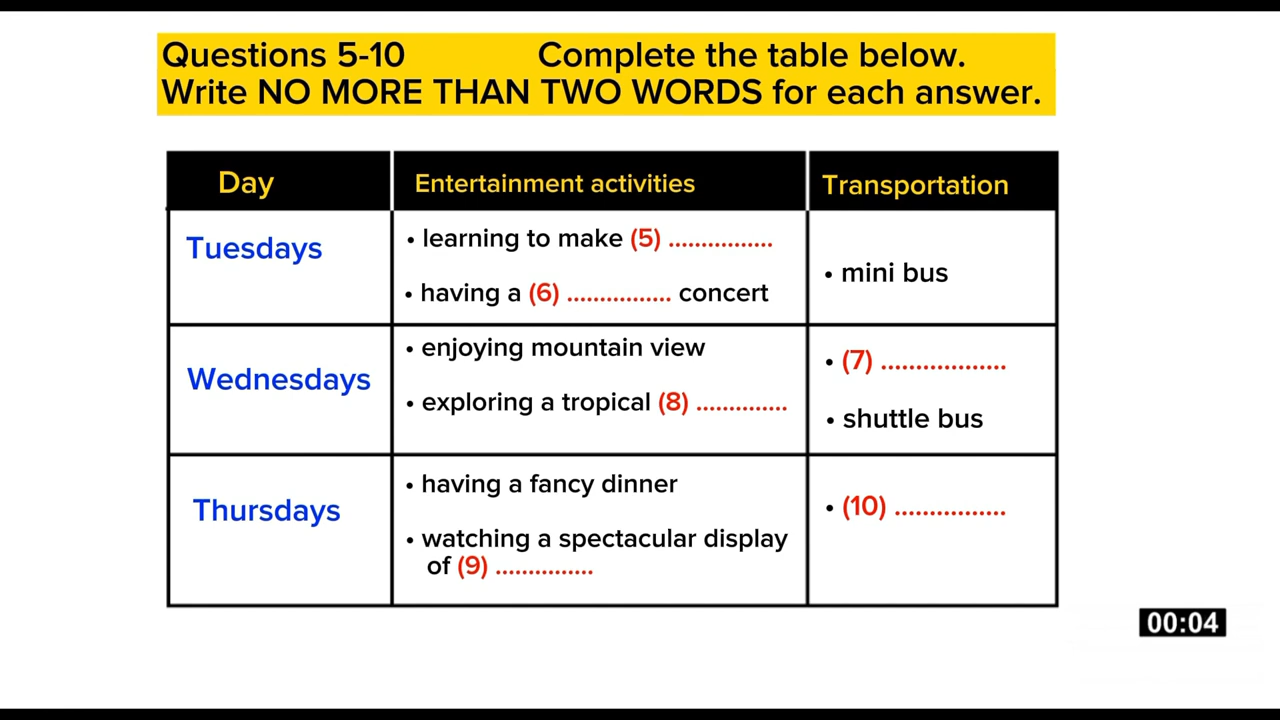 Questions 5-10 Complete the table below.
Write NO MORE THAN TWO WORDS for each answer.
Day Entertainment activities Transportation
Tuesdays
• learning to make (5) ...............
• having a (6) ............... concert
• mini bus
Wednesdays
• enjoying mountain view
• exploring a tropical (8) .............
• (7) ..................
• shuttle bus
Thursdays
• having a fancy dinner
• watching a spectacular display
of (9) ..............
• (10) ................
00:04